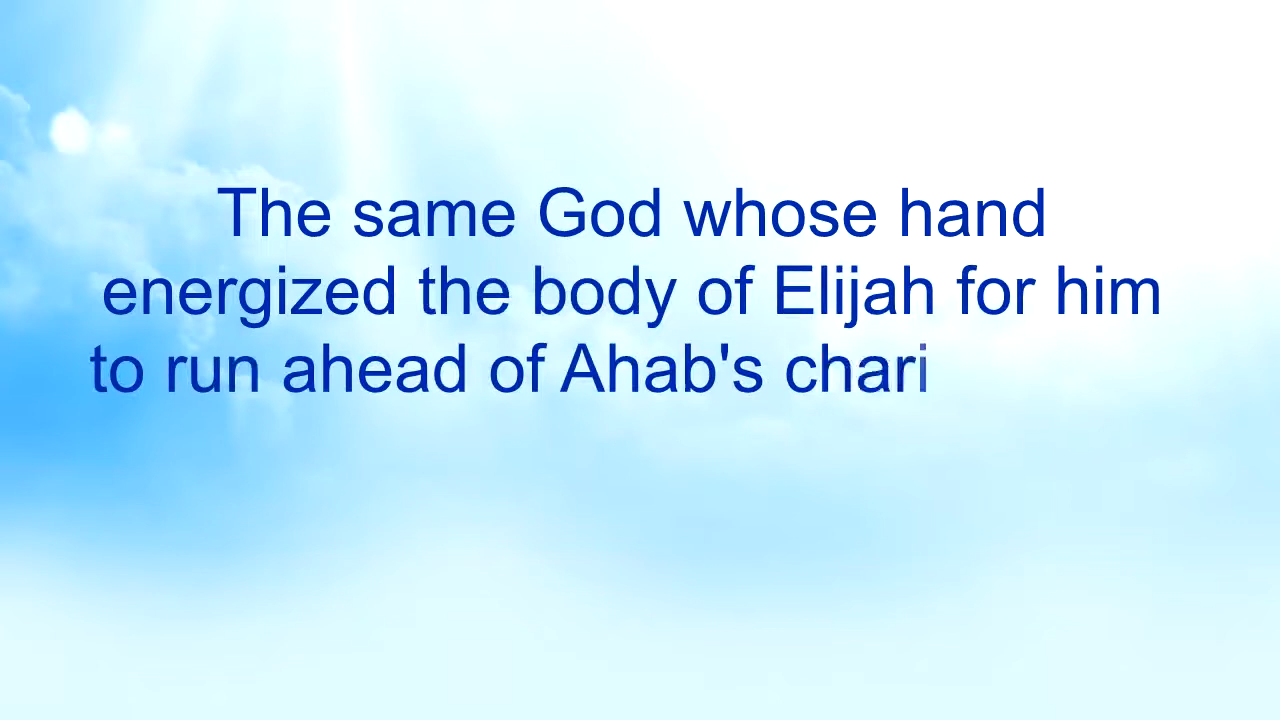 The same God whose hand
energized the body of Elijah for him
to run ahead of Ahab's chari